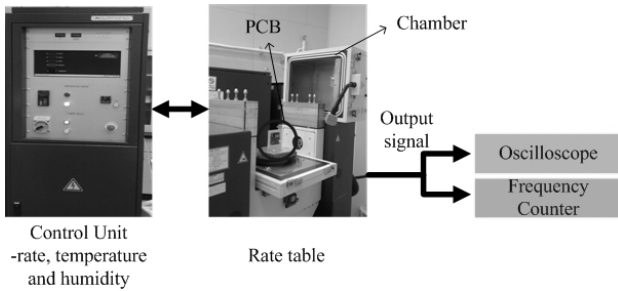 PCB
Chamber
Output
signal
Oscilloscope
Frequency
Counter
Control Unit
-rate, temperature
and humidity
Rate table